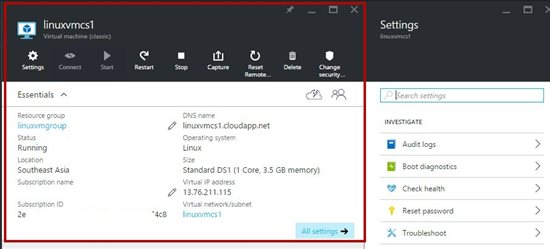 linuxvmcs1
Virtual machine (classic)
Settings
Connect
Start
Restart
Stop
Capture
Reset
Remote...
Delete
Change
security...
Essentials
Resource group
linuxvmgroup
Status
Running
Location
Southeast Asia
Subscription name
Subscription ID
2e "4c8
DNS name
linuxvmcs1.cloudapp.net
Operating system
Linux
Size
Standard DS1 (1 Core, 3.5 GB memory)
Virtual IP address
13.76.211.115
Virtual network/subnet
linuxvmcs1
All settings
Settings
linuxvmcs1
Search settings
INVESTIGATE
Audit logs
Boot diagnostics
Check health
Reset password
Troubleshoot